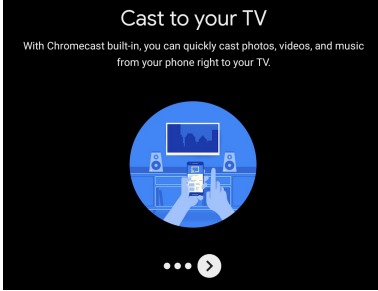 Cast to your TV
With Chromecast built-in, you can quickly cast photos, videos, and music
from your phone right to your TV.